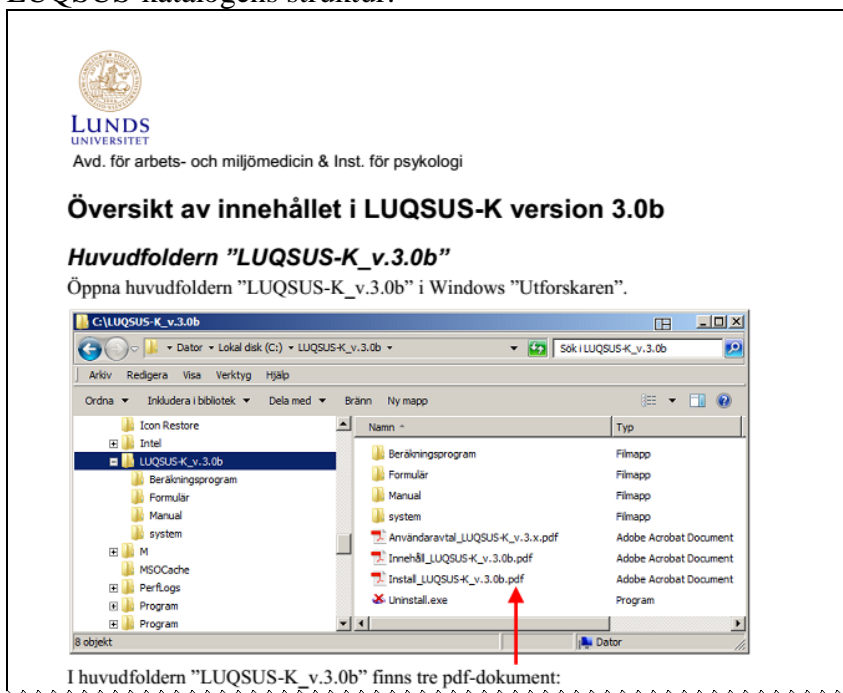 LUQSUS-katalogens struktur:
LUNDS
UNIVERSITET
Avd. för arbets- och miljömedicin & Inst. för psykologi
Översikt av innehållet i LUQSUS-K version 3.0b
Huvudfoldern ”LUQSUS-K_v.3.0b”
Öppna huvudfoldern ”LUQSUS-K_v.3.0b” i Windows ”Utforskaren”.
C:\LUQSUS-K_v.3.0b
Dator Lokal disk (C:) LUQSUS-K_v.3.0b Sök i LUQSUS-K_v.3.0b
Arkiv Redigera Visa Verktyg Hjälp
Ordna Inkludera i bibliotek Dela med Bränn Ny mapp
Icon Restore
Intel
LUQSUS-K_v.3.0b
Beräkningsprogram
Formulär
Manual
system
M
MSOCache
PerfLogs
Program
Program
Namn Typ
Beräkningsprogram Filmapp
Formulär Filmapp
Manual Filmapp
system Filmapp
Användaravtal_LUQSUS-K_v.3.x.pdf Adobe Acrobat Document
Innehåll_LUQSUS-K_v.3.0b.pdf Adobe Acrobat Document
Install_LUQSUS-K_v.3.0b.pdf Adobe Acrobat Document
Uninstall.exe Program
8 objekt Dator
I huvudfoldern ”LUQSUS-K_v.3.0b” finns tre pdf-dokument: